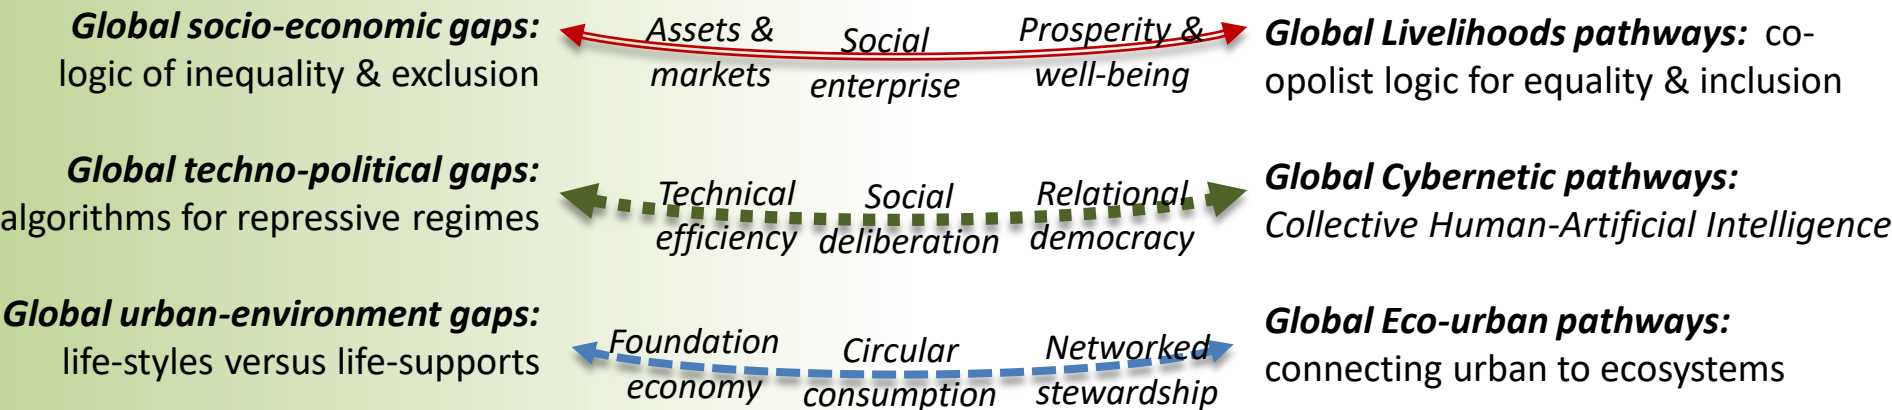 Global socio-economic gaps:
logic of inequality & exclusion
Assets &
markets
Social
enterprise
Prosperity &
well-being
Global Livelihoods pathways: co-
opolist logic for equality & inclusion
Global techno-political gaps:
algorithms for repressive regimes
Technical
efficiency
Social
deliberation
Relational
democracy
Global Cybernetic pathways:
Collective Human-Artificial Intelligence
Global urban-environment gaps:
life-styles versus life-supports
Foundation
economy
Circular
consumption
Networked
stewardship
Global Eco-urban pathways:
connecting urban to ecosystems